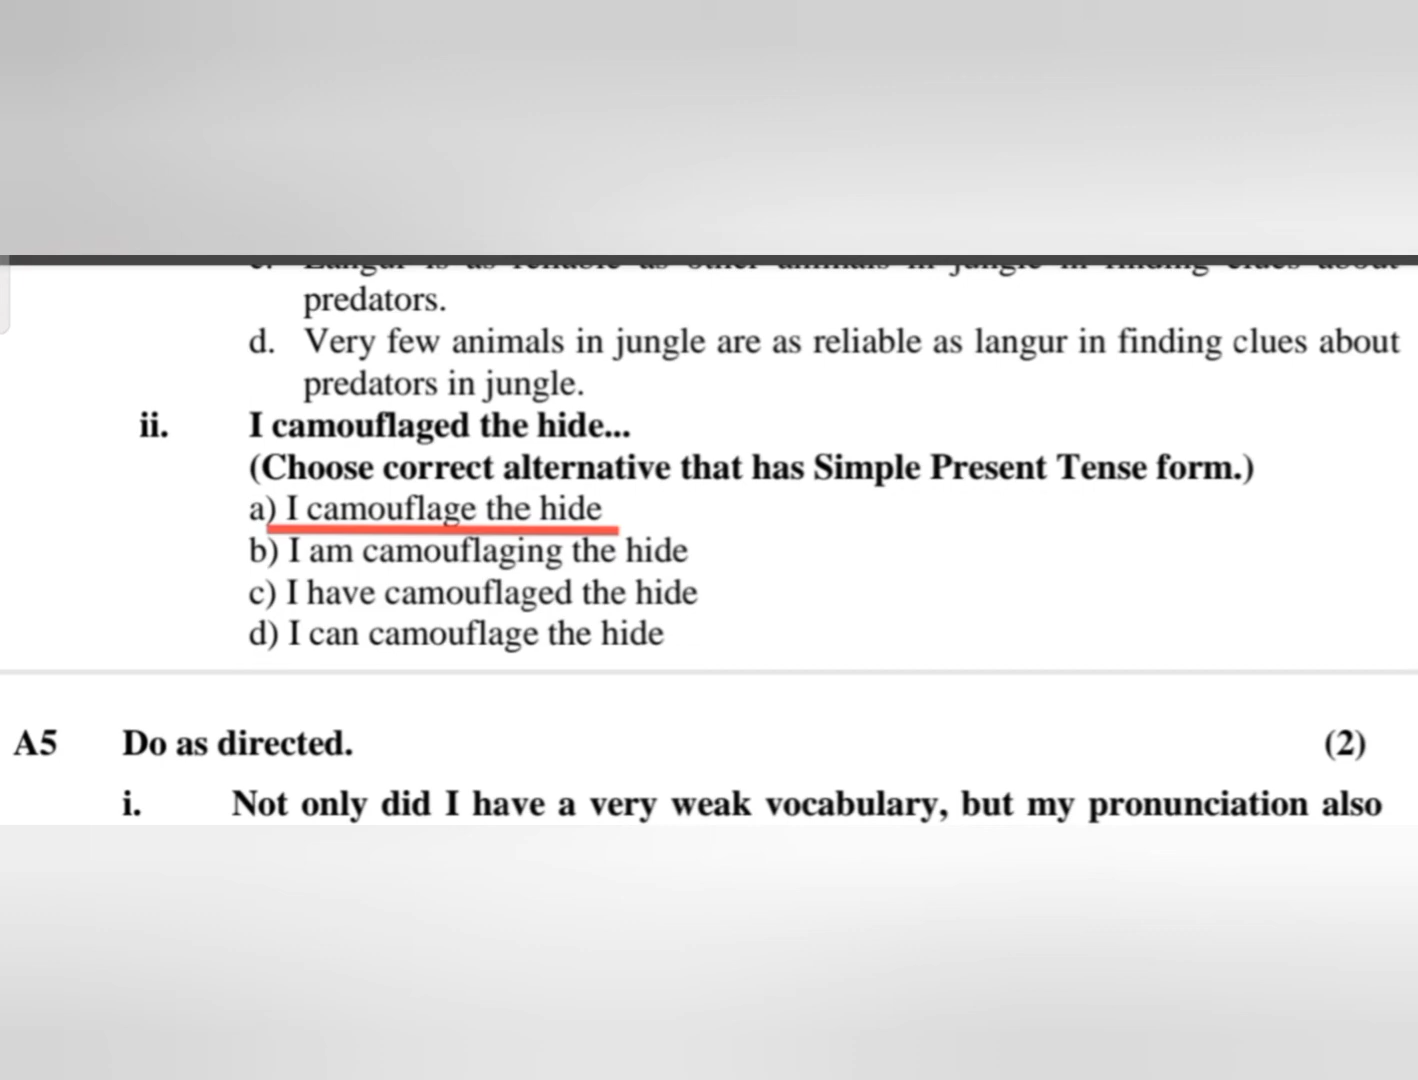 predators.
d. Very few animals in jungle are as reliable as langur in finding clues about
predators in jungle.
ii. I camouflaged the hide...
(Choose correct alternative that has Simple Present Tense form.)
a) I camouflage the hide
b) I am camouflaging the hide
c) I have camouflaged the hide
d) I can camouflage the hide
A5 Do as directed. (2)
i. Not only did I have a very weak vocabulary, but my pronunciation also